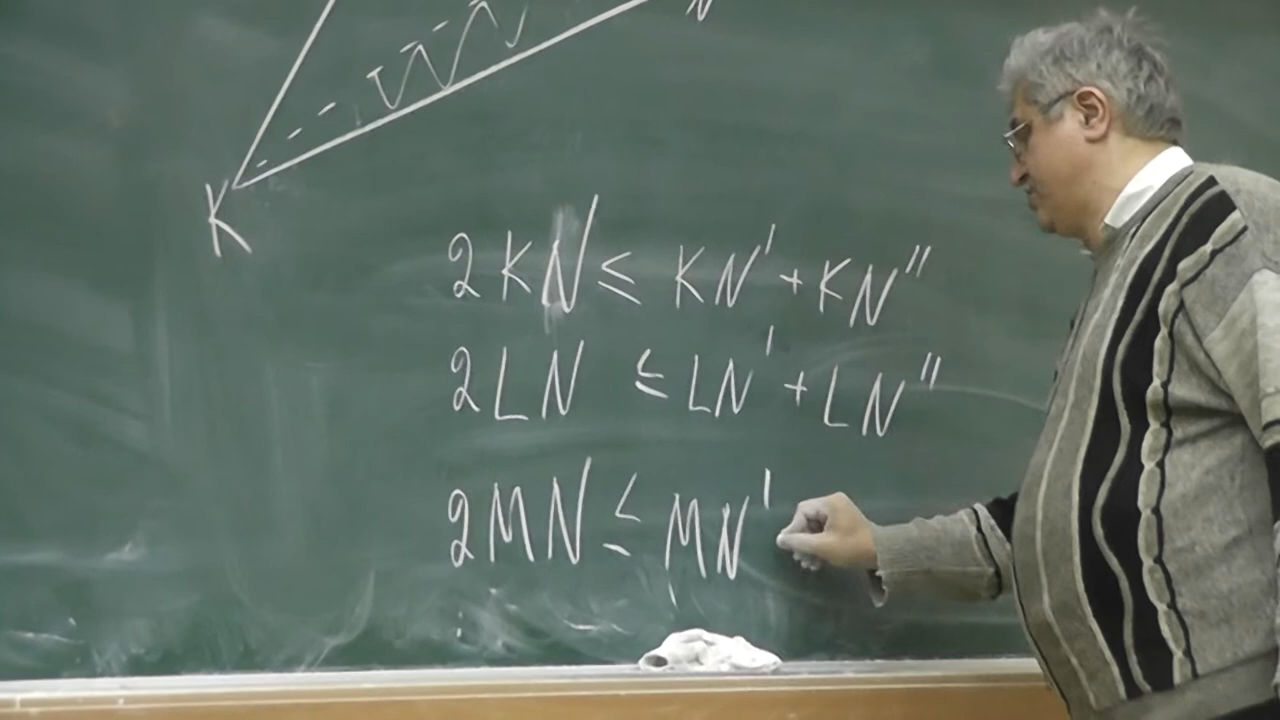 N
K
2KN ≤ KN' + KN''
2LN ≤ LN' + LN''
2MN ≤ MN'